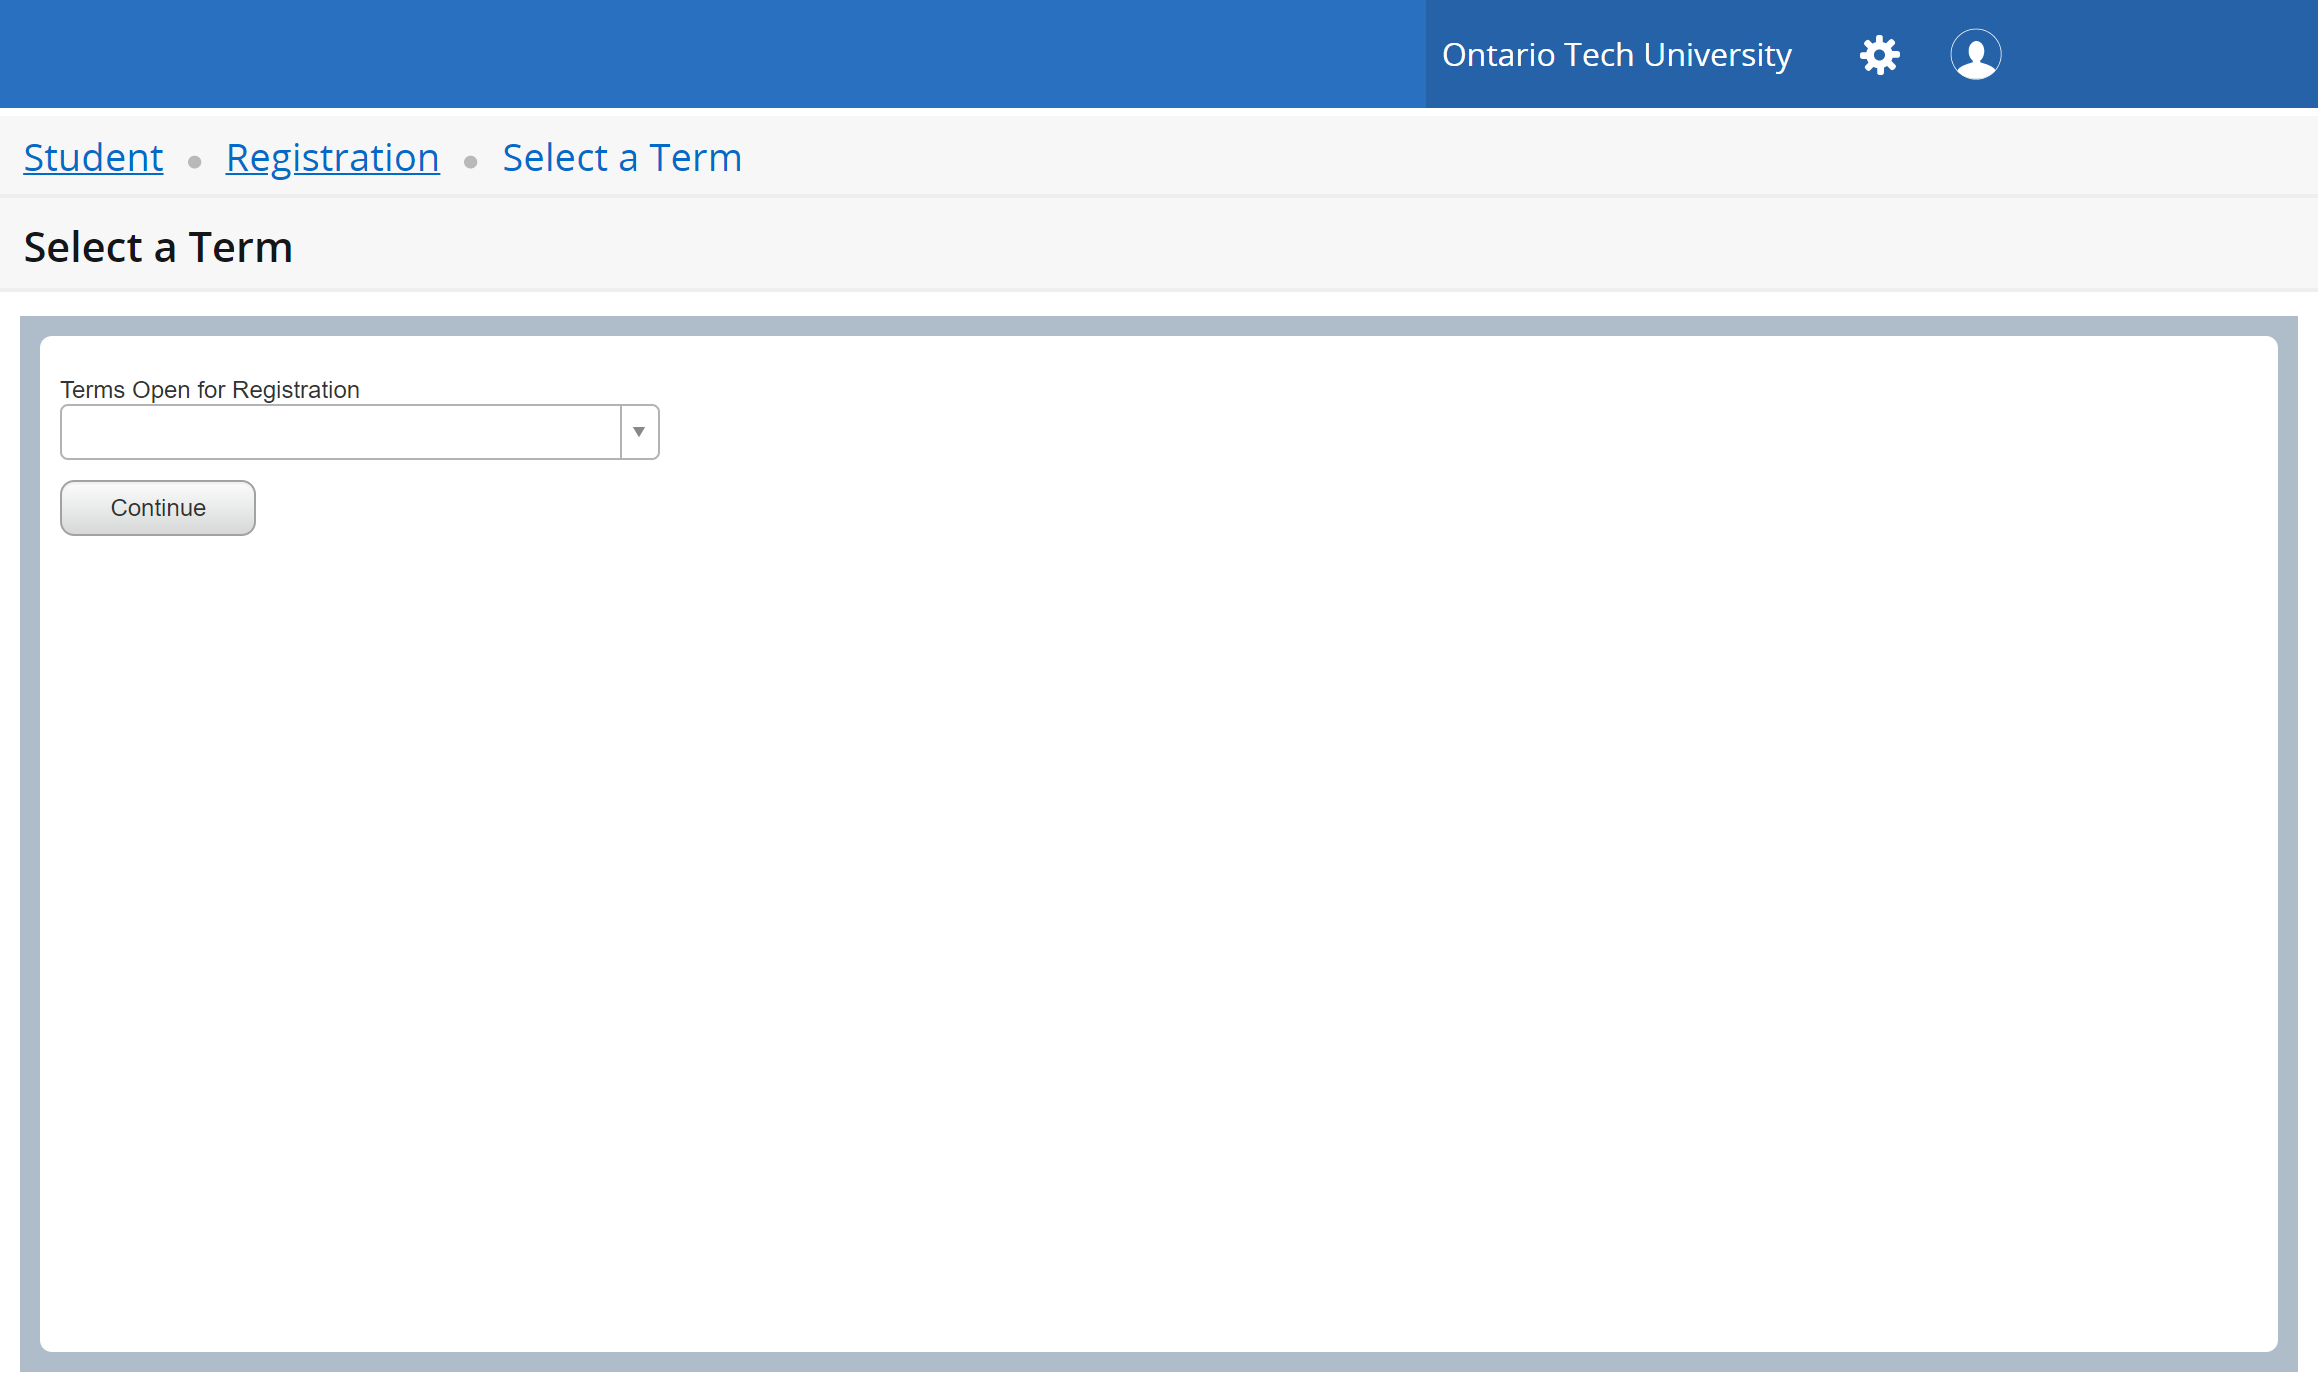 Ontario Tech University
Student • Registration • Select a Term
Select a Term
Terms Open for Registration
Continue